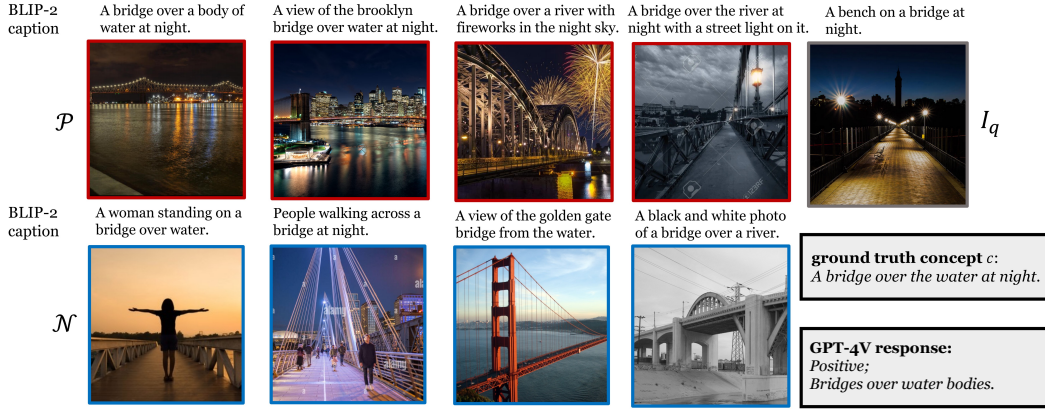 BLIP-2
caption
A bridge over a body of
water at night.
A view of the brooklyn
bridge over water at night.
A bridge over a river with
fireworks in the night sky.
A bridge over the river at
night with a street light on it.
A bench on a bridge at
night.
𝒫
I_q
BLIP-2
caption
A woman standing on a
bridge over water.
People walking across a
bridge at night.
A view of the golden gate
bridge from the water.
A black and white photo
of a bridge over a river.
𝒩
a
a
alamy
alamy
a
ground truth concept c:
A bridge over the water at night.
GPT-4V response:
Positive;
Bridges over water bodies.